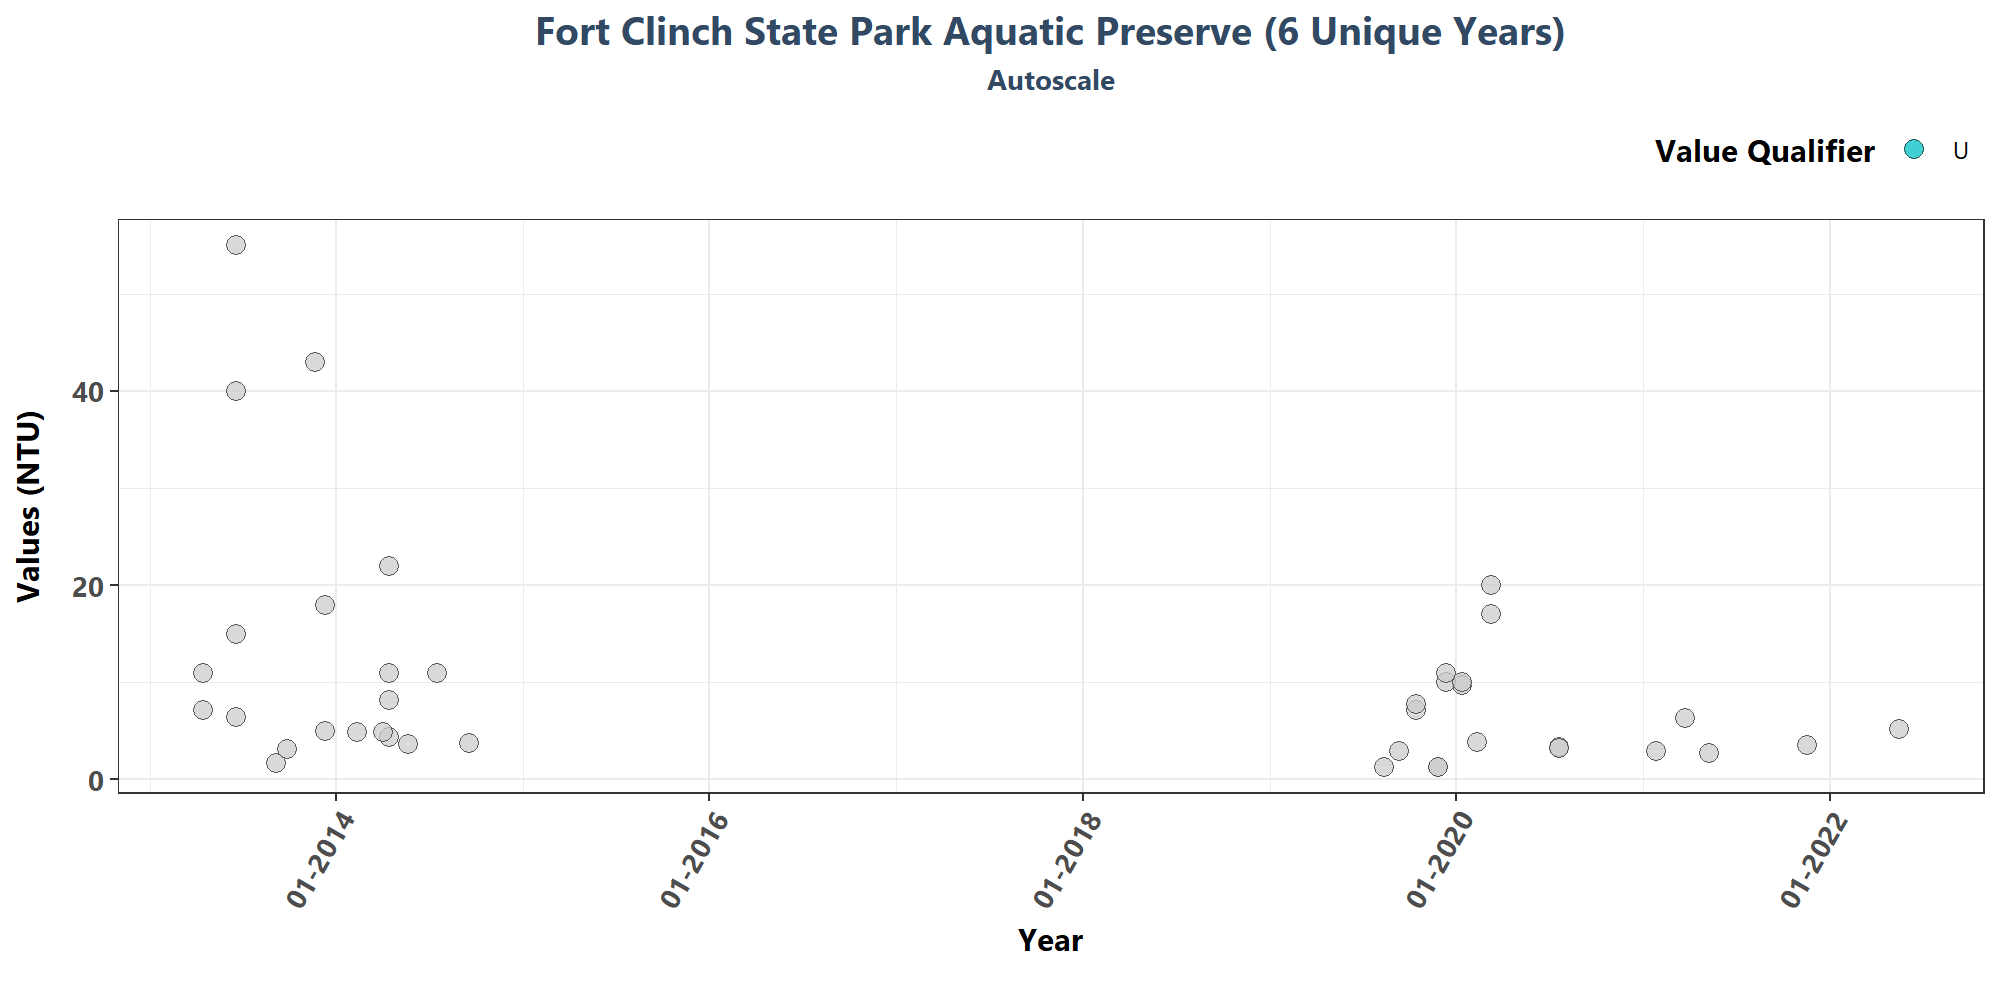 Fort Clinch State Park Aquatic Preserve (6 Unique Years)
Autoscale
Value Qualifier U
Values (NTU)
40
20
0
01-2014
01-2016
01-2018
01-2020
01-2022
Year